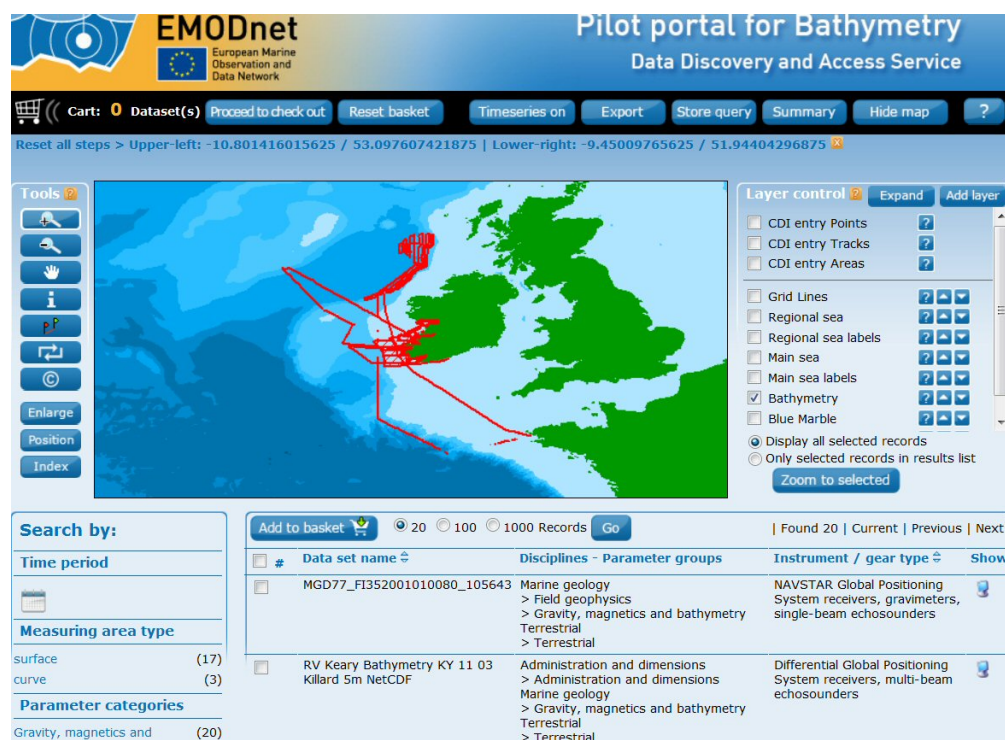 EMODnet
European Marine
Observation and
Data Network
Pilot portal for Bathymetry
Data Discovery and Access Service
Cart: 0 Dataset(s) Proceed to check out Reset basket Timeseries on Export Store query Summary Hide map ?
Reset all steps > Upper-left: -10.801416015625 / 53.097607421875 | Lower-right: -9.45009765625 / 51.94404296875
Tools
Enlarge
Position
Index
Layer control Expand Add layer
CDI entry Points ?
CDI entry Tracks ?
CDI entry Areas ?
Grid Lines ?
Regional sea ?
Regional sea labels ?
Main sea ?
Main sea labels ?
Bathymetry ?
Blue Marble ?
Display all selected records
Only selected records in results list
Zoom to selected
Search by:
Time period
Measuring area type
surface (17)
curve (3)
Parameter categories
Gravity, magnetics and (20)
Add to basket 20 100 1000 Records Go | Found 20 | Current | Previous | Next
# Data set name Disciplines - Parameter groups Instrument / gear type Show
MGD77_FI352001010080_105643 Marine geology NAVSTAR Global Positioning
> Field geophysics System receivers, gravimeters,
> Gravity, magnetics and bathymetry single-beam echosounders
Terrestrial
> Terrestrial
RV Keary Bathymetry KY 11 03 Administration and dimensions Differential Global Positioning
Killard 5m NetCDF > Administration and dimensions System receivers, multi-beam
Marine geology echosounders
> Gravity, magnetics and bathymetry
Terrestrial
> Terrestrial